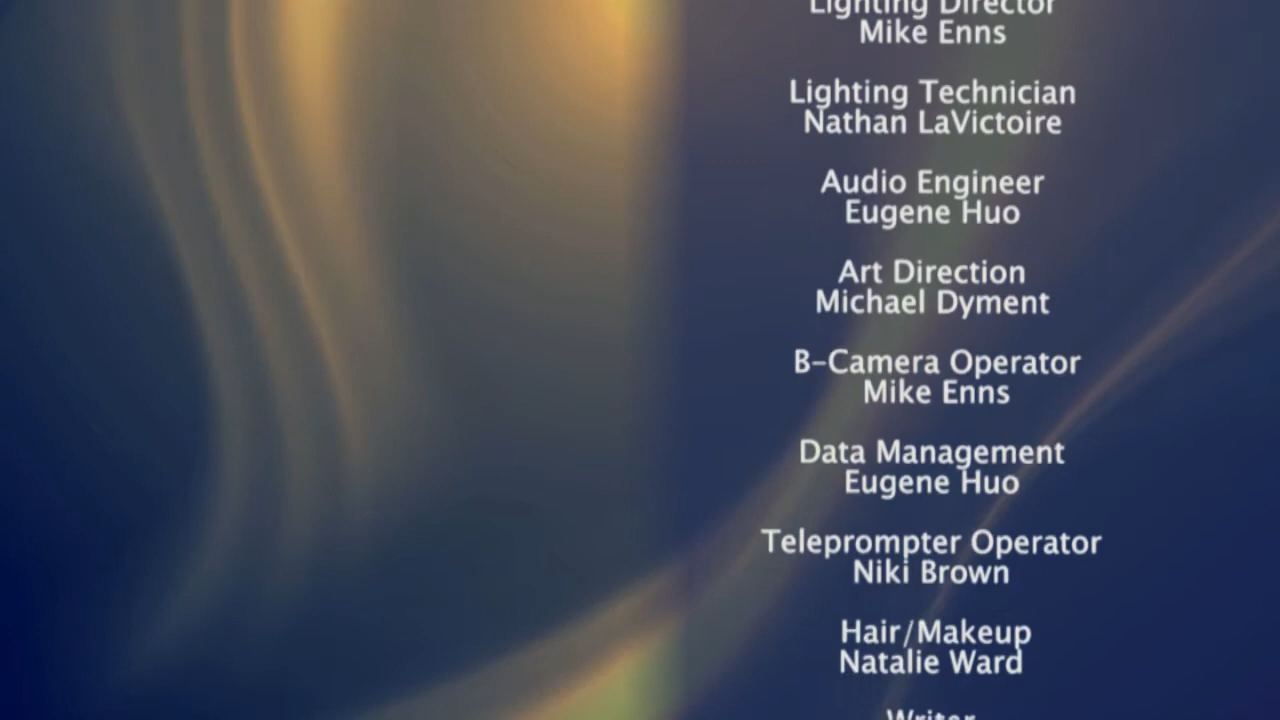 Lighting Director
Mike Enns
Lighting Technician
Nathan LaVictoire
Audio Engineer
Eugene Huo
Art Direction
Michael Dyment
B-Camera Operator
Mike Enns
Data Management
Eugene Huo
Teleprompter Operator
Niki Brown
Hair/Makeup
Natalie Ward
Writer